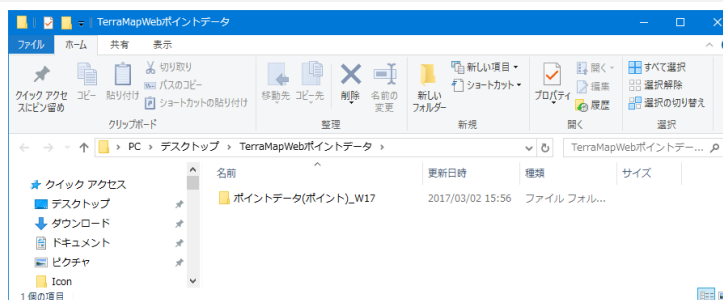 TerraMapWebポイントデータ
ファイル ホーム 共有 表示
クイック アクセスにピン留め
コピー
貼り付け
切り取り
パスのコピー
ショートカットの貼り付け
クリップボード
移動先
コピー先
削除
名前の変更
整理
新しいフォルダー
新しい項目
ショートカット
新規
プロパティ
開く
編集
履歴
開く
すべて選択
選択解除
選択の切り替え
選択
PC > デスクトップ > TerraMapWebポイントデータ >
TerraMapWebポイントデー...
名前 更新日時 種類 サイズ
クイック アクセス
デスクトップ
ダウンロード
ドキュメント
ピクチャ
Icon
ポイントデータ(ポイント)_W17 2017/03/02 15:56 ファイル フォル...
1 個の項目